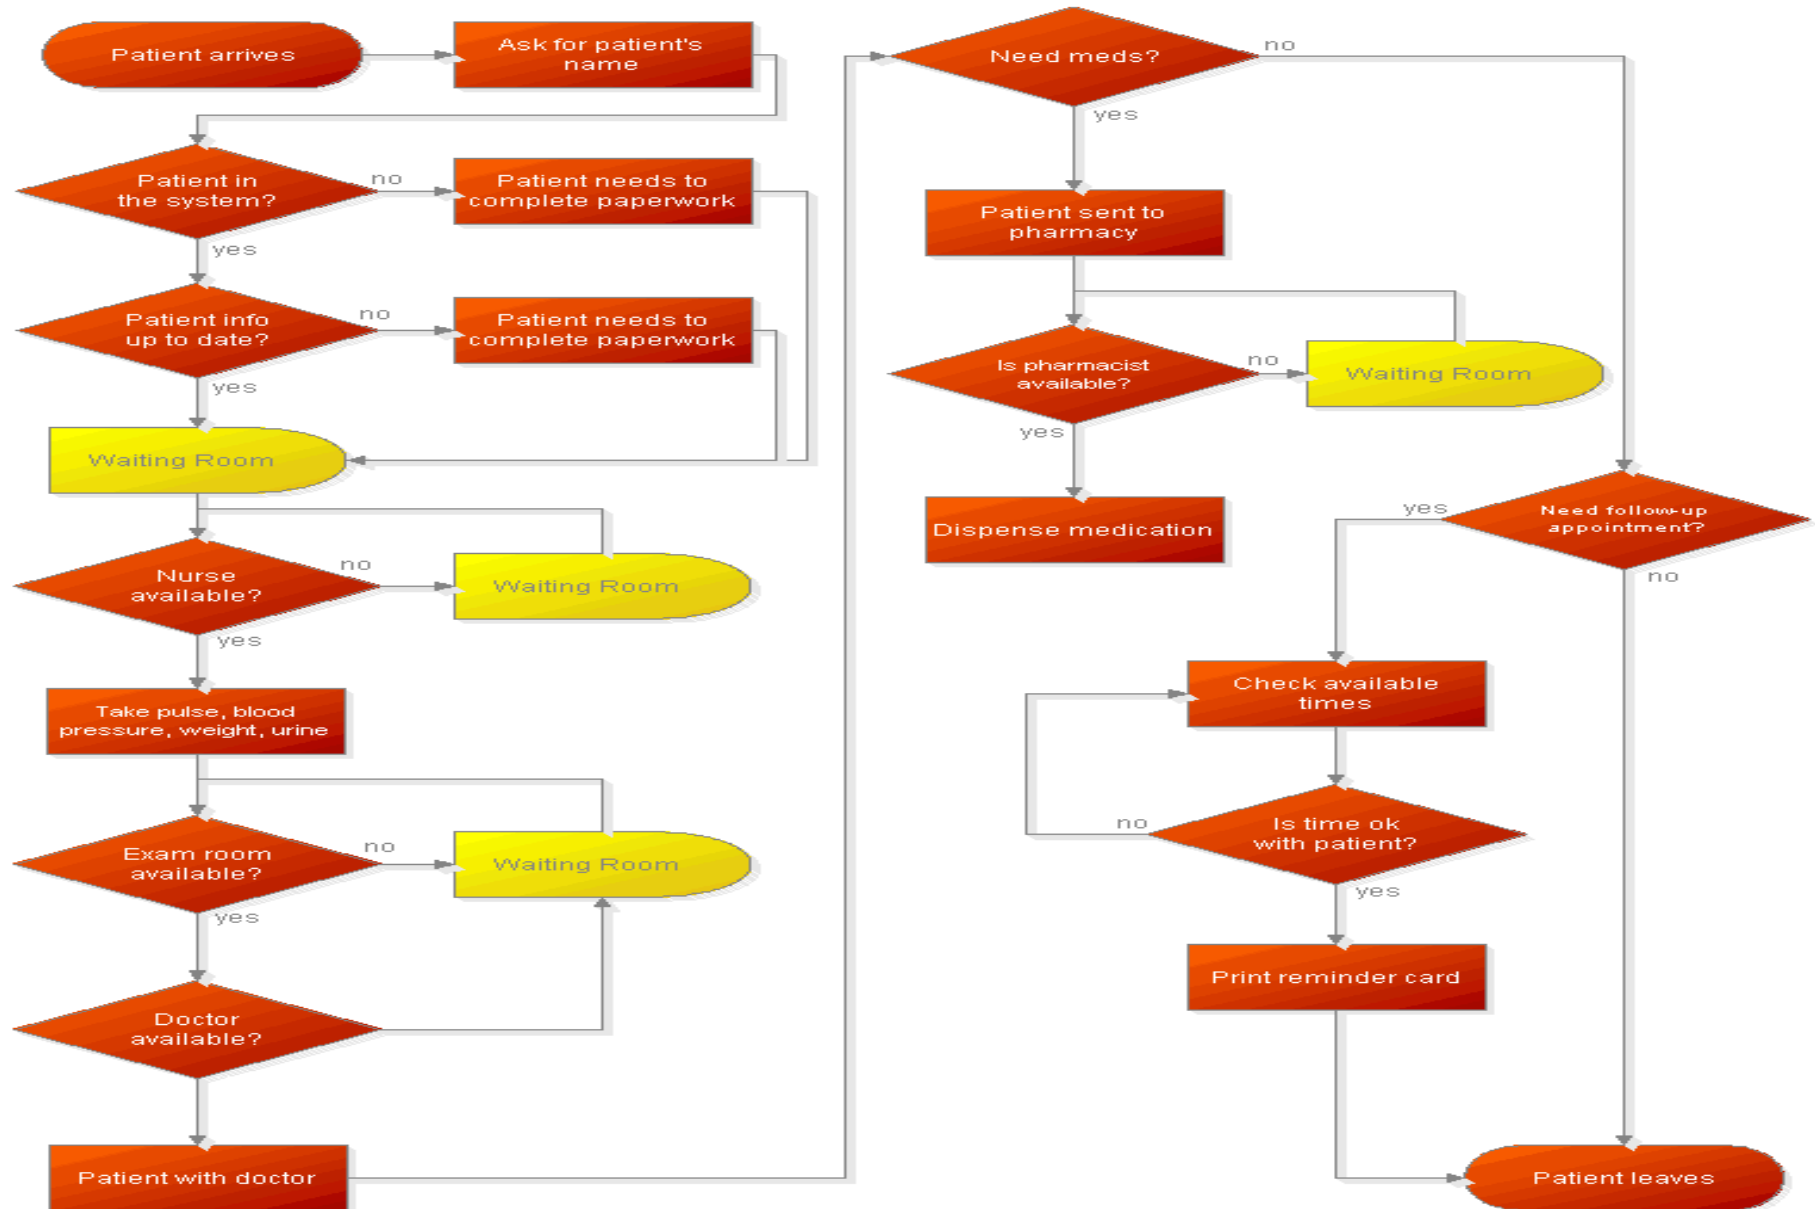 Patient arrives
Ask for patient's
name
Patient in
the system?
no
Patient needs to
complete paperwork
yes
Patient info
up to date?
no
Patient needs to
complete paperwork
yes
Waiting Room
Nurse
available?
no
Waiting Room
yes
Take pulse, blood
pressure, weight, urine
Exam room
available?
no
Waiting Room
yes
Doctor
available?
Patient with doctor
Need meds?
no
yes
Patient sent to
pharmacy
Is pharmacist
available?
no
Waiting Room
yes
Dispense medication
Need follow-up
appointment?
yes
no
Check available
times
Is time ok
with patient?
no
yes
Print reminder card
Patient leaves